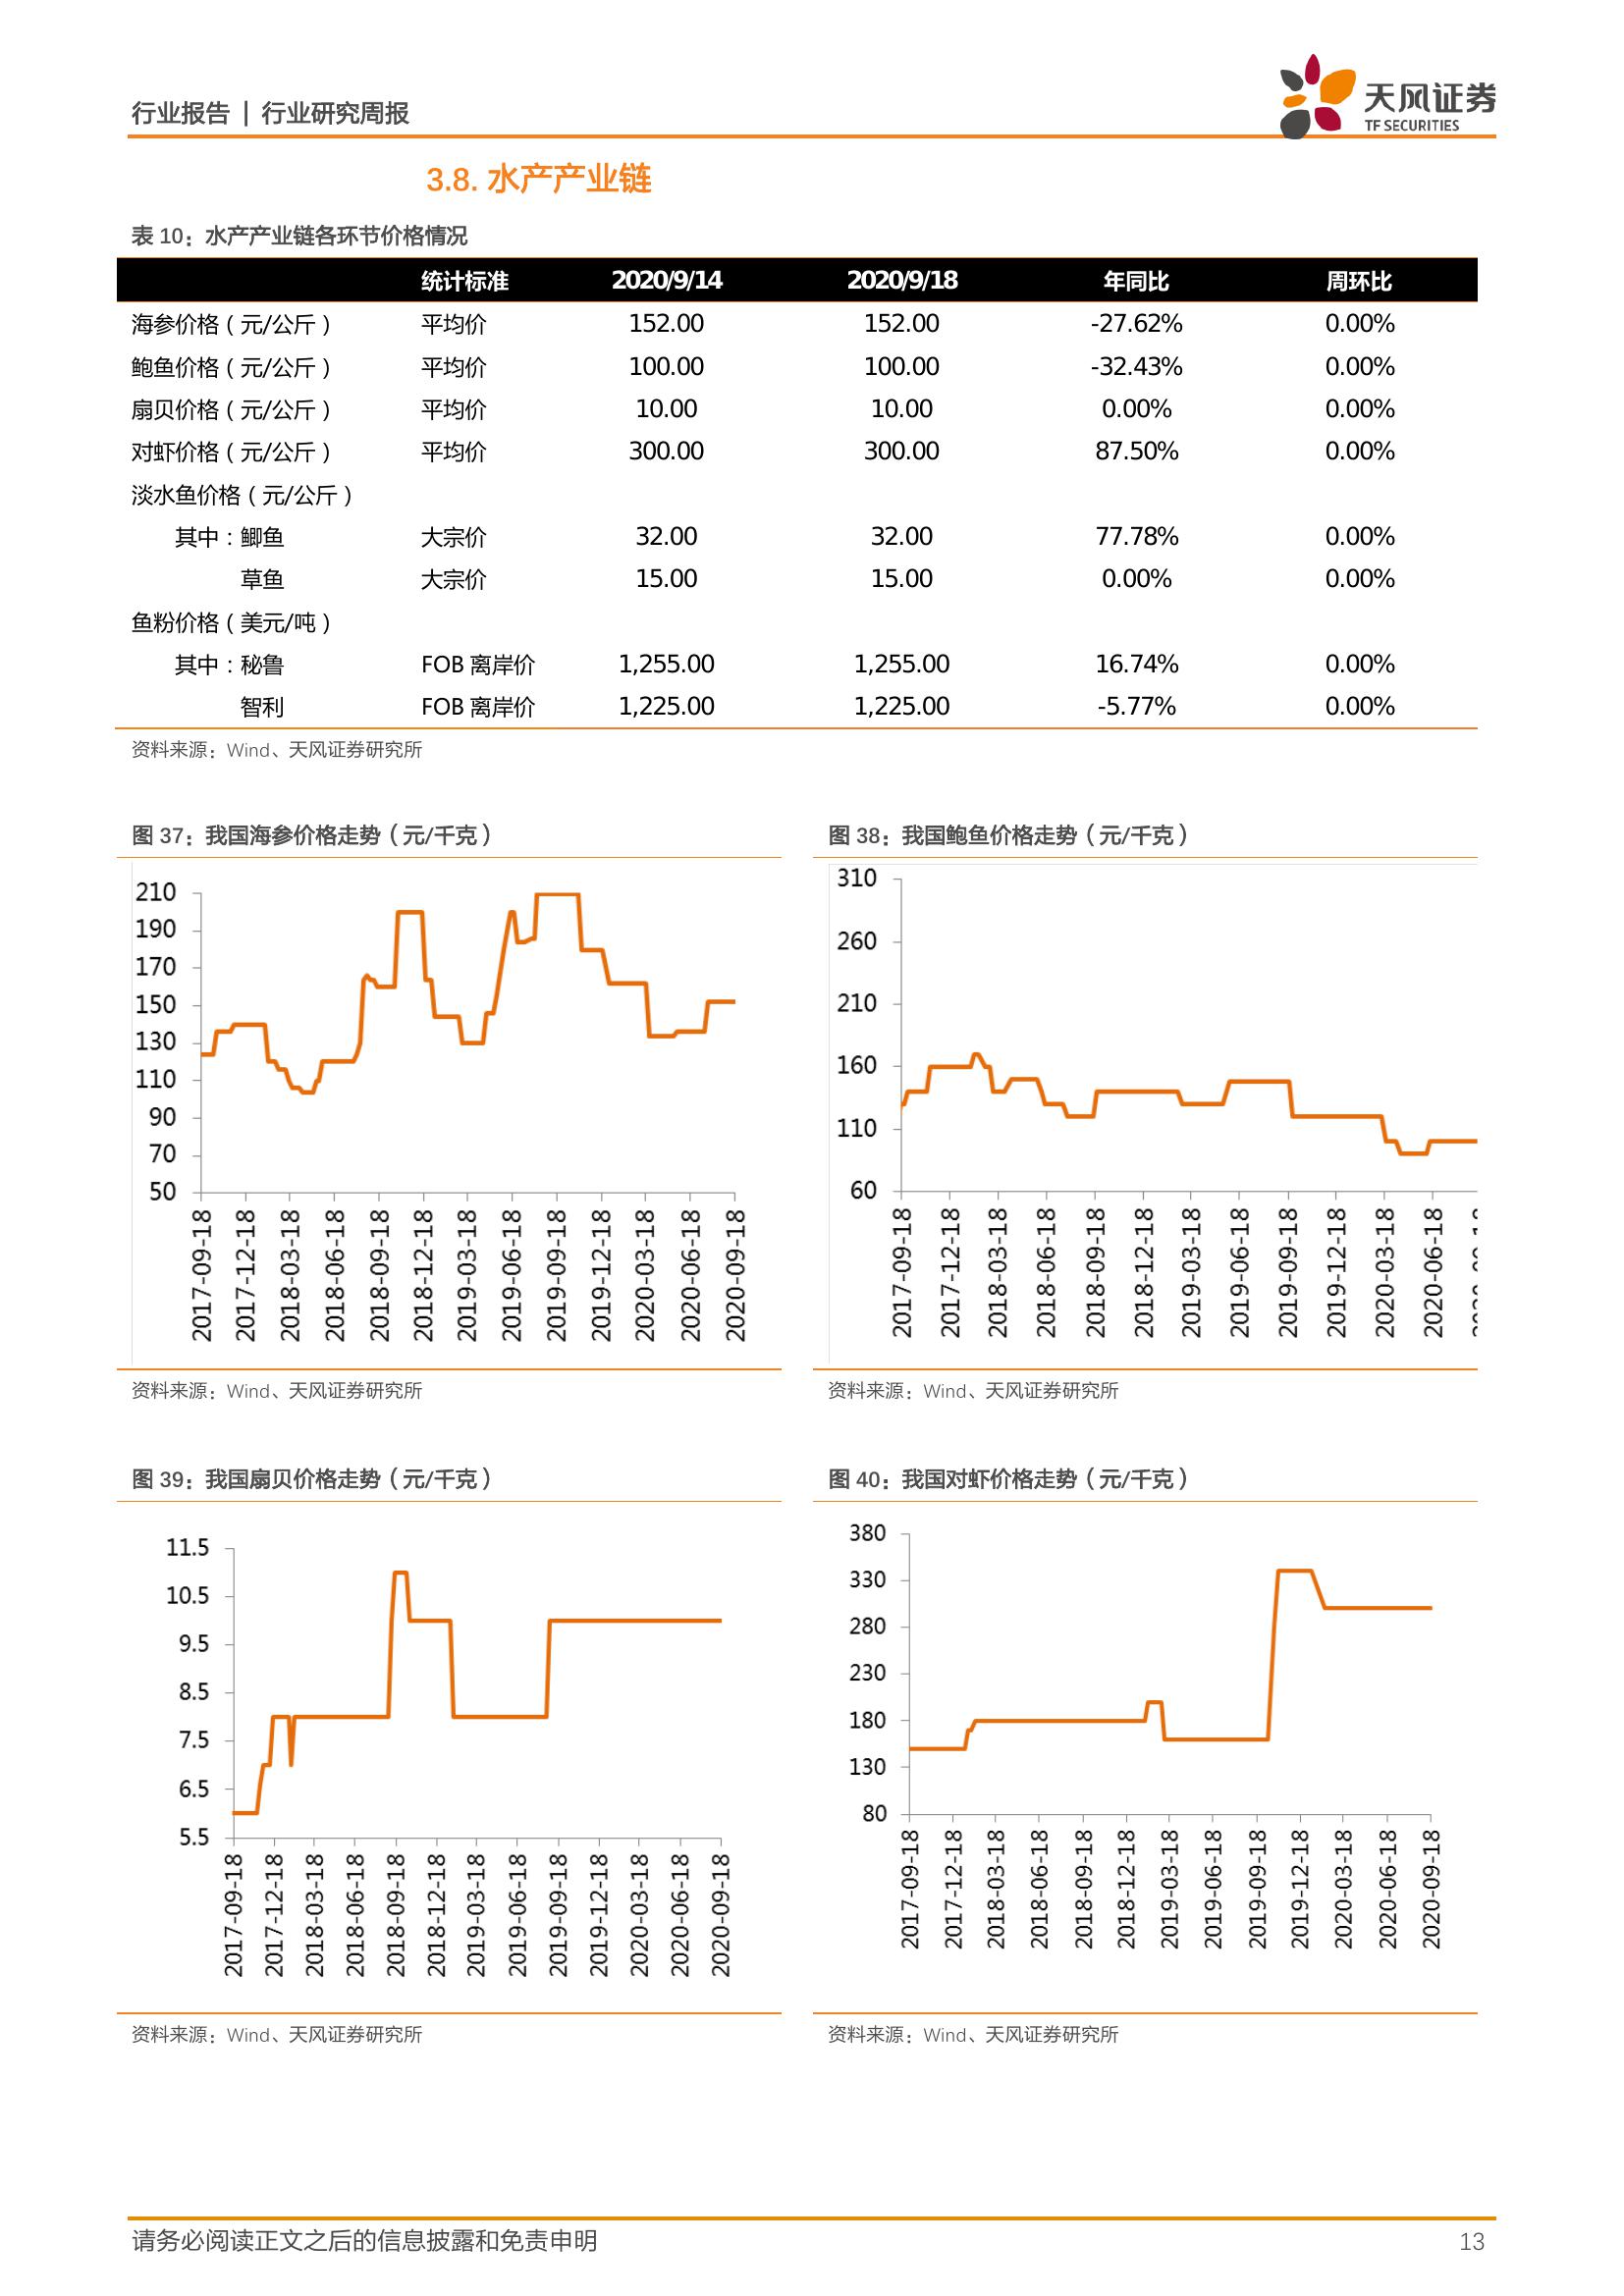 行业报告 | 行业研究周报
天风证券
TF SECURITIES
3.8. 水产产业链
表 10：水产产业链各环节价格情况
统计标准 2020/9/14 2020/9/18 年同比 周环比
海参价格（元/公斤） 平均价 152.00 152.00 -27.62% 0.00%
鲍鱼价格（元/公斤） 平均价 100.00 100.00 -32.43% 0.00%
扇贝价格（元/公斤） 平均价 10.00 10.00 0.00% 0.00%
对虾价格（元/公斤） 平均价 300.00 300.00 87.50% 0.00%
淡水鱼价格（元/公斤）
其中：鲫鱼 大宗价 32.00 32.00 77.78% 0.00%
草鱼 大宗价 15.00 15.00 0.00% 0.00%
鱼粉价格（美元/吨）
其中：秘鲁 FOB 离岸价 1,255.00 1,255.00 16.74% 0.00%
智利 FOB 离岸价 1,225.00 1,225.00 -5.77% 0.00%
资料来源：Wind、天风证券研究所
图 37：我国海参价格走势（元/千克）
210
190
170
150
130
110
90
70
50
2017-09-18 2017-12-18 2018-03-18 2018-06-18 2018-09-18 2018-12-18 2019-03-18 2019-06-18 2019-09-18 2019-12-18 2020-03-18 2020-06-18 2020-09-18
资料来源：Wind、天风证券研究所
图 38：我国鲍鱼价格走势（元/千克）
310
260
210
160
110
60
2017-09-18 2017-12-18 2018-03-18 2018-06-18 2018-09-18 2018-12-18 2019-03-18 2019-06-18 2019-09-18 2019-12-18 2020-03-18 2020-06-18
资料来源：Wind、天风证券研究所
图 39：我国扇贝价格走势（元/千克）
11.5
10.5
9.5
8.5
7.5
6.5
5.5
2017-09-18 2017-12-18 2018-03-18 2018-06-18 2018-09-18 2018-12-18 2019-03-18 2019-06-18 2019-09-18 2019-12-18 2020-03-18 2020-06-18 2020-09-18
资料来源：Wind、天风证券研究所
图 40：我国对虾价格走势（元/千克）
380
330
280
230
180
130
80
2017-09-18 2017-12-18 2018-03-18 2018-06-18 2018-09-18 2018-12-18 2019-03-18 2019-06-18 2019-09-18 2019-12-18 2020-03-18 2020-06-18 2020-09-18
资料来源：Wind、天风证券研究所
请务必阅读正文之后的信息披露和免责申明 13